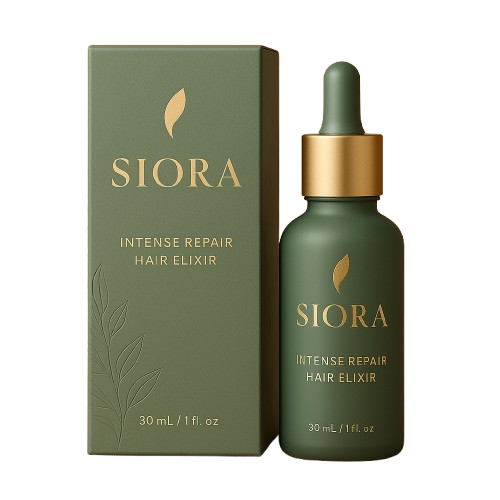 SIORA
INTENSE REPAIR
HAIR ELIXIR
30 mL / 1 fl. oz
SIORA
INTENSE REPAIR
HAIR ELIXIR
30 mL / 1 fl. oz